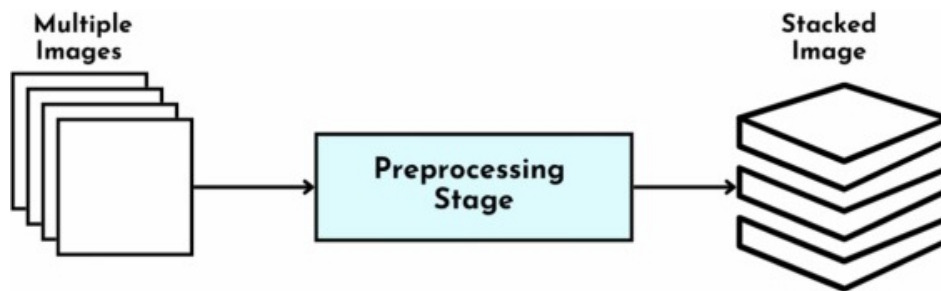 Multiple
Images
Preprocessing
Stage
Stacked
Image